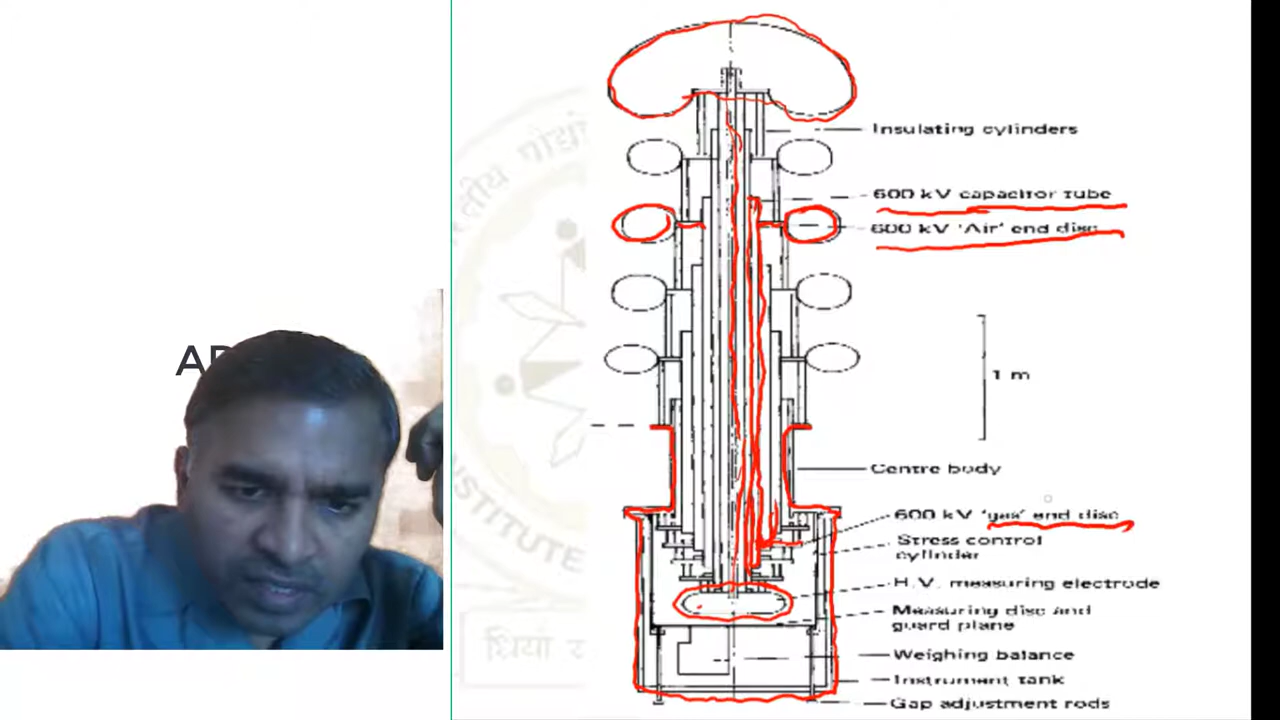 Insulating cylinders
600 kV capacitor tube
600 kV 'Air' end disc
1 m
Centre body
600 kV 'gas' end disc
Stress control
cylinder
H.V. measuring electrode
Measuring disc and
guard plane
Weighing balance
Instrument tank
Gap adjustment rods